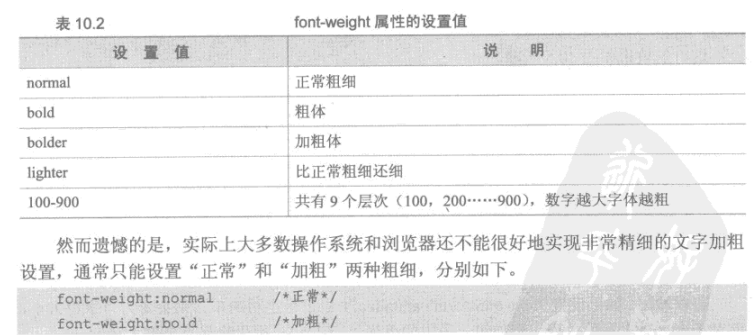 表 10.2 font-weight 属性的设置值
设 置 值 说 明
normal 正常粗细
bold 粗体
bolder 加粗体
lighter 比正常粗细还细
100-900 共有 9 个层次（100，200……900），数字越大字体越粗
然而遗憾的是，实际上大多数操作系统和浏览器还不能很好地实现非常精细的文字加粗
设置，通常只能设置“正常”和“加粗”两种粗细，分别如下。
font-weight:normal /*正常*/
font-weight:bold /*加粗*/